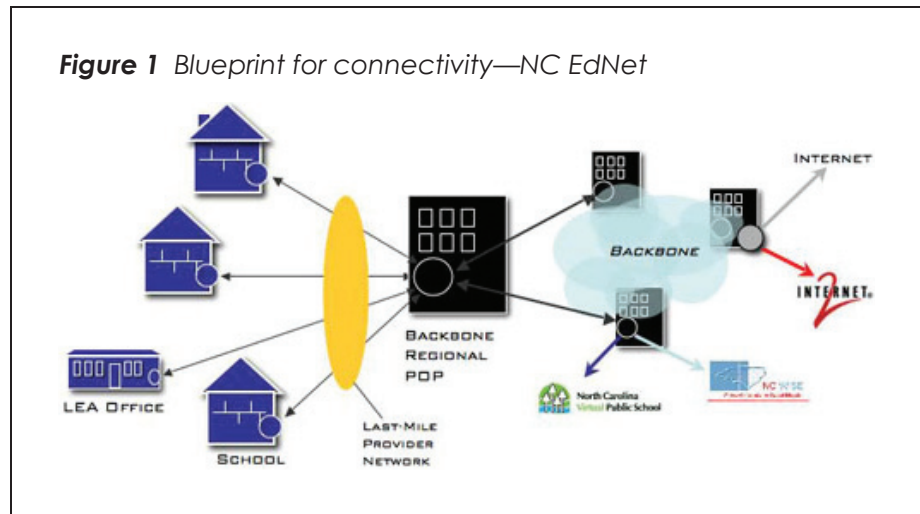 Figure 1 Blueprint for connectivity—NC EdNet
INTERNET
BACKBONE
INTERNET®
2
BACKBONE
REGIONAL
POP
North Carolina
Virtual Public School
NC WISE
LEA OFFICE
SCHOOL
LAST-MILE
PROVIDER
NETWORK